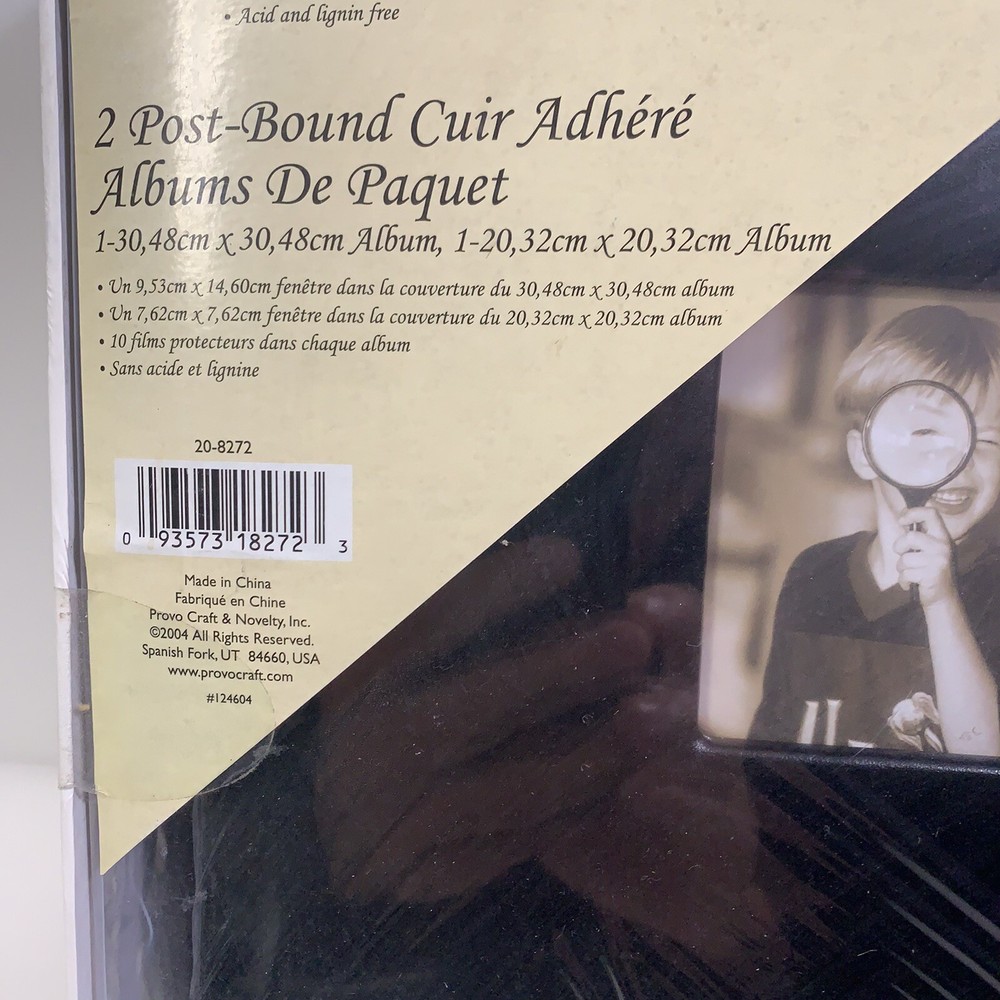 • Acid and lignin free
2 Post-Bound Cuir Adhéré
Albums De Paquet
1-30,48cm x 30,48cm Album, 1-20,32cm x 20,32cm Album
• Un 9,53cm x 14,60cm fenêtre dans la couverture du 30,48cm x 30,48cm album
• Un 7,62cm x 7,62cm fenêtre dans la couverture du 20,32cm x 20,32cm album
• 10 films protecteurs dans chaque album
• Sans acide et lignine
20-8272
0 93573 18272 3
Made in China
Fabriqué en Chine
Provo Craft & Novelty, Inc.
©2004 All Rights Reserved.
Spanish Fork, UT 84660, USA
www.provocraft.com
#124604